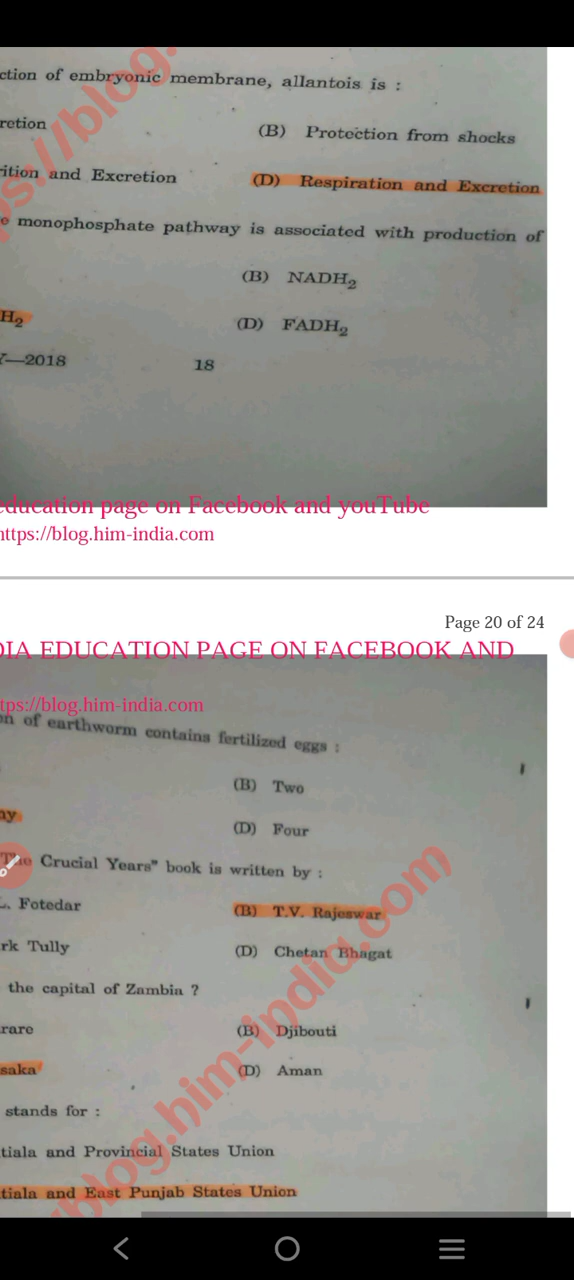 ction of embryonic membrane, allantois is :
retion (B) Protection from shocks
ition and Excretion (D) Respiration and Excretion
e monophosphate pathway is associated with production of
(B) NADH2
H2 (D) FADH2
—2018 18
education page on Facebook and youTube
https://blog.him-india.com
Page 20 of 24
DIA EDUCATION PAGE ON FACEBOOK AND
tps://blog.him-india.com
on of earthworm contains fertilized eggs :
(B) Two
ny (D) Four
"The Crucial Years" book is written by :
L. Fotedar (B) T.V. Rajeswar
rk Tully (D) Chetan Bhagat
the capital of Zambia ?
rare (B) Djibouti
saka (D) Aman
stands for :
tiala and Provincial States Union
tiala and East Punjab States Union
ps://blog.
blog.him-india.com